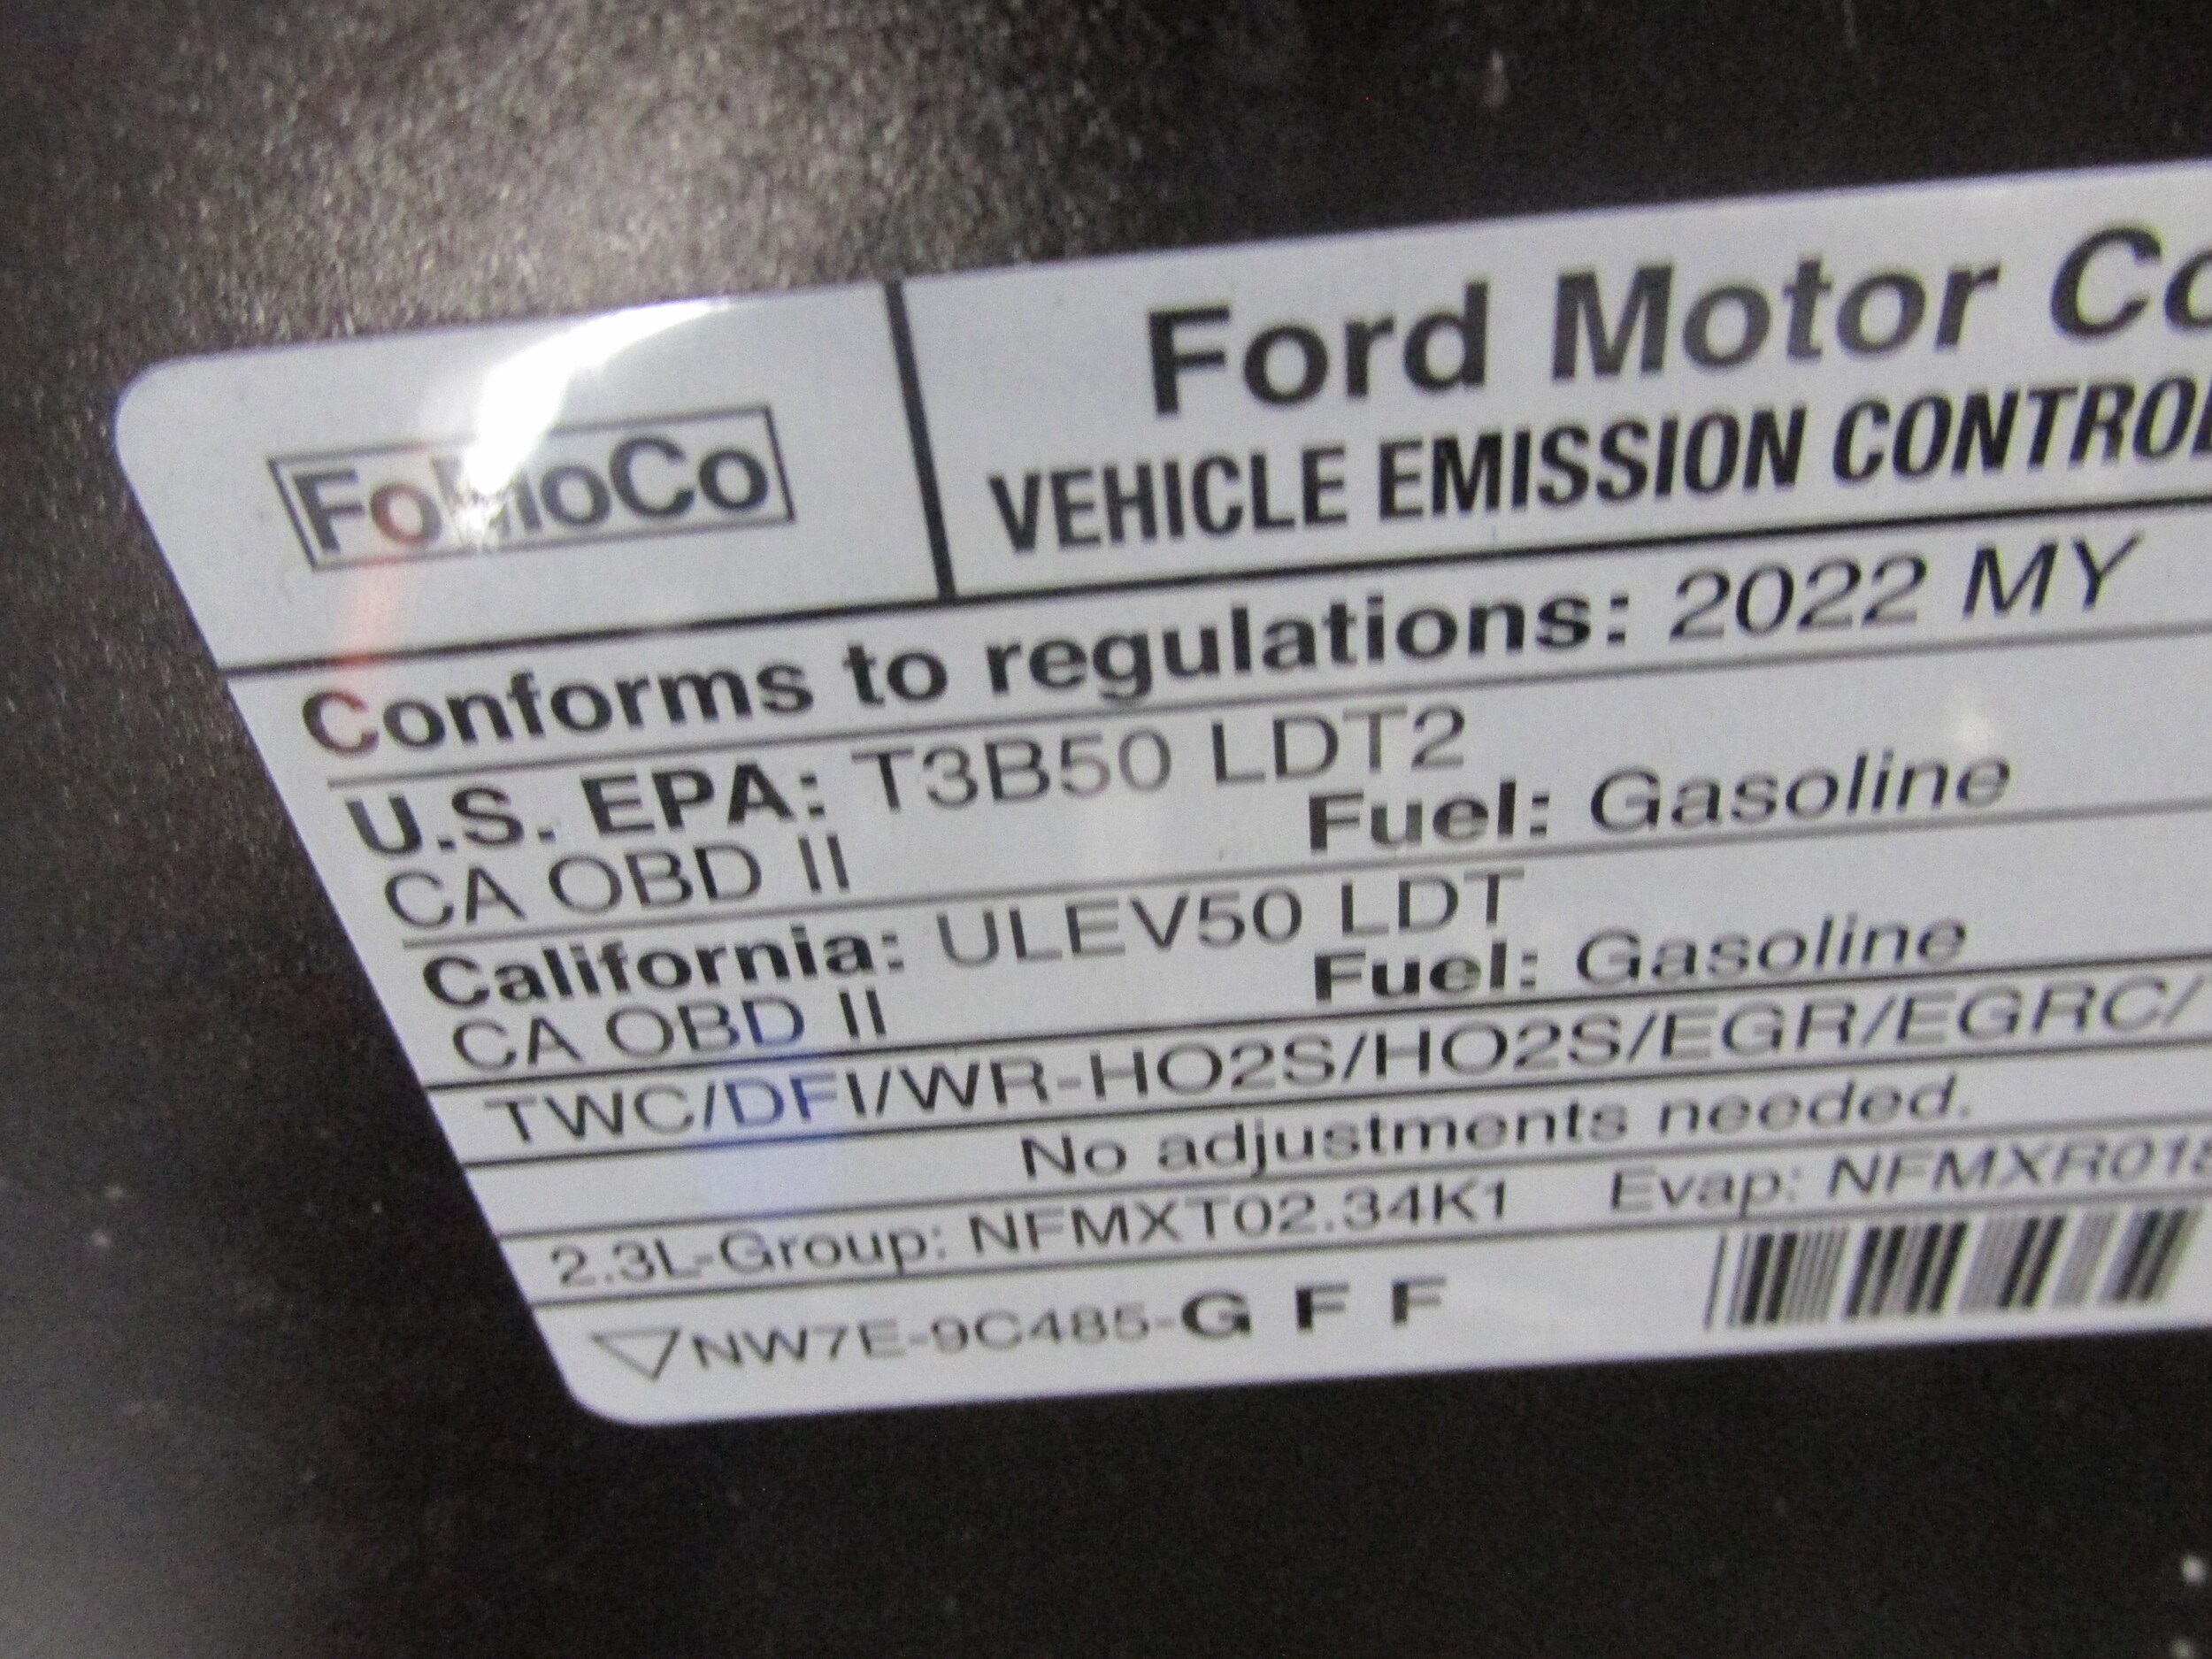 FoMoCo
Ford Motor Co
VEHICLE EMISSION CONTROL
Conforms to regulations: 2022 MY
U.S. EPA: T3B50 LDT2
CA OBD II Fuel: Gasoline
California: ULEV50 LDT
CA OBD II Fuel: Gasoline
TWC/DFI/WR-HO2S/HO2S/EGR/EGRC/
No adjustments needed.
2.3L-Group: NFMXT02.34K1 Evap: NFMXR018
NW7E-9C485-G F F